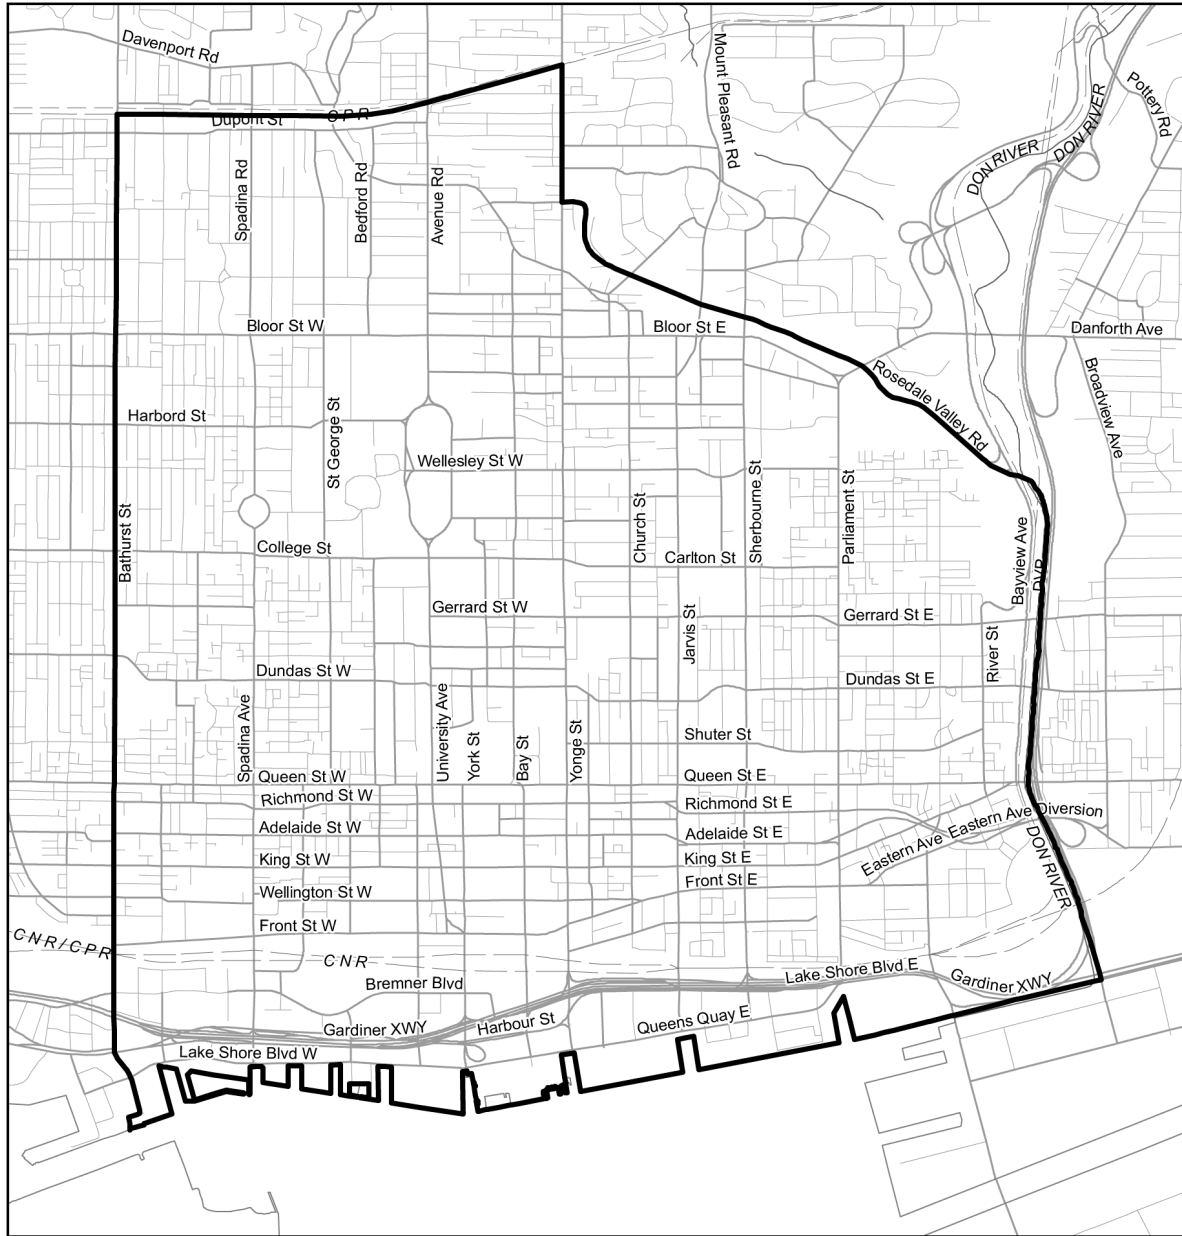 Davenport Rd
Mount Pleasant Rd
Pottery Rd
DON RIVER
DON RIVER
CPR
Dupont St
Spadina Rd
Bedford Rd
Avenue Rd
Bloor St W
Bloor St E
Danforth Ave
Broadview Ave
Rosedale Valley Rd
Harbord St
St George St
Wellesley St W
Sherbourne St
Parliament St
Church St
Bathurst St
College St
Carlton St
Bayview Ave
DVP
Gerrard St W
Gerrard St E
Jarvis St
River St
Dundas St W
Dundas St E
Spadina Ave
University Ave
York St
Bay St
Yonge St
Shuter St
Queen St W
Queen St E
Richmond St W
Richmond St E
Eastern Ave Diversion
Adelaide St W
Adelaide St E
Eastern Ave
King St W
King St E
DON RIVER
Wellington St W
Front St E
Front St W
CNR/CPR
CNR
Lake Shore Blvd E
Gardiner XWY
Bremner Blvd
Gardiner XWY
Harbour St
Queens Quay E
Lake Shore Blvd W